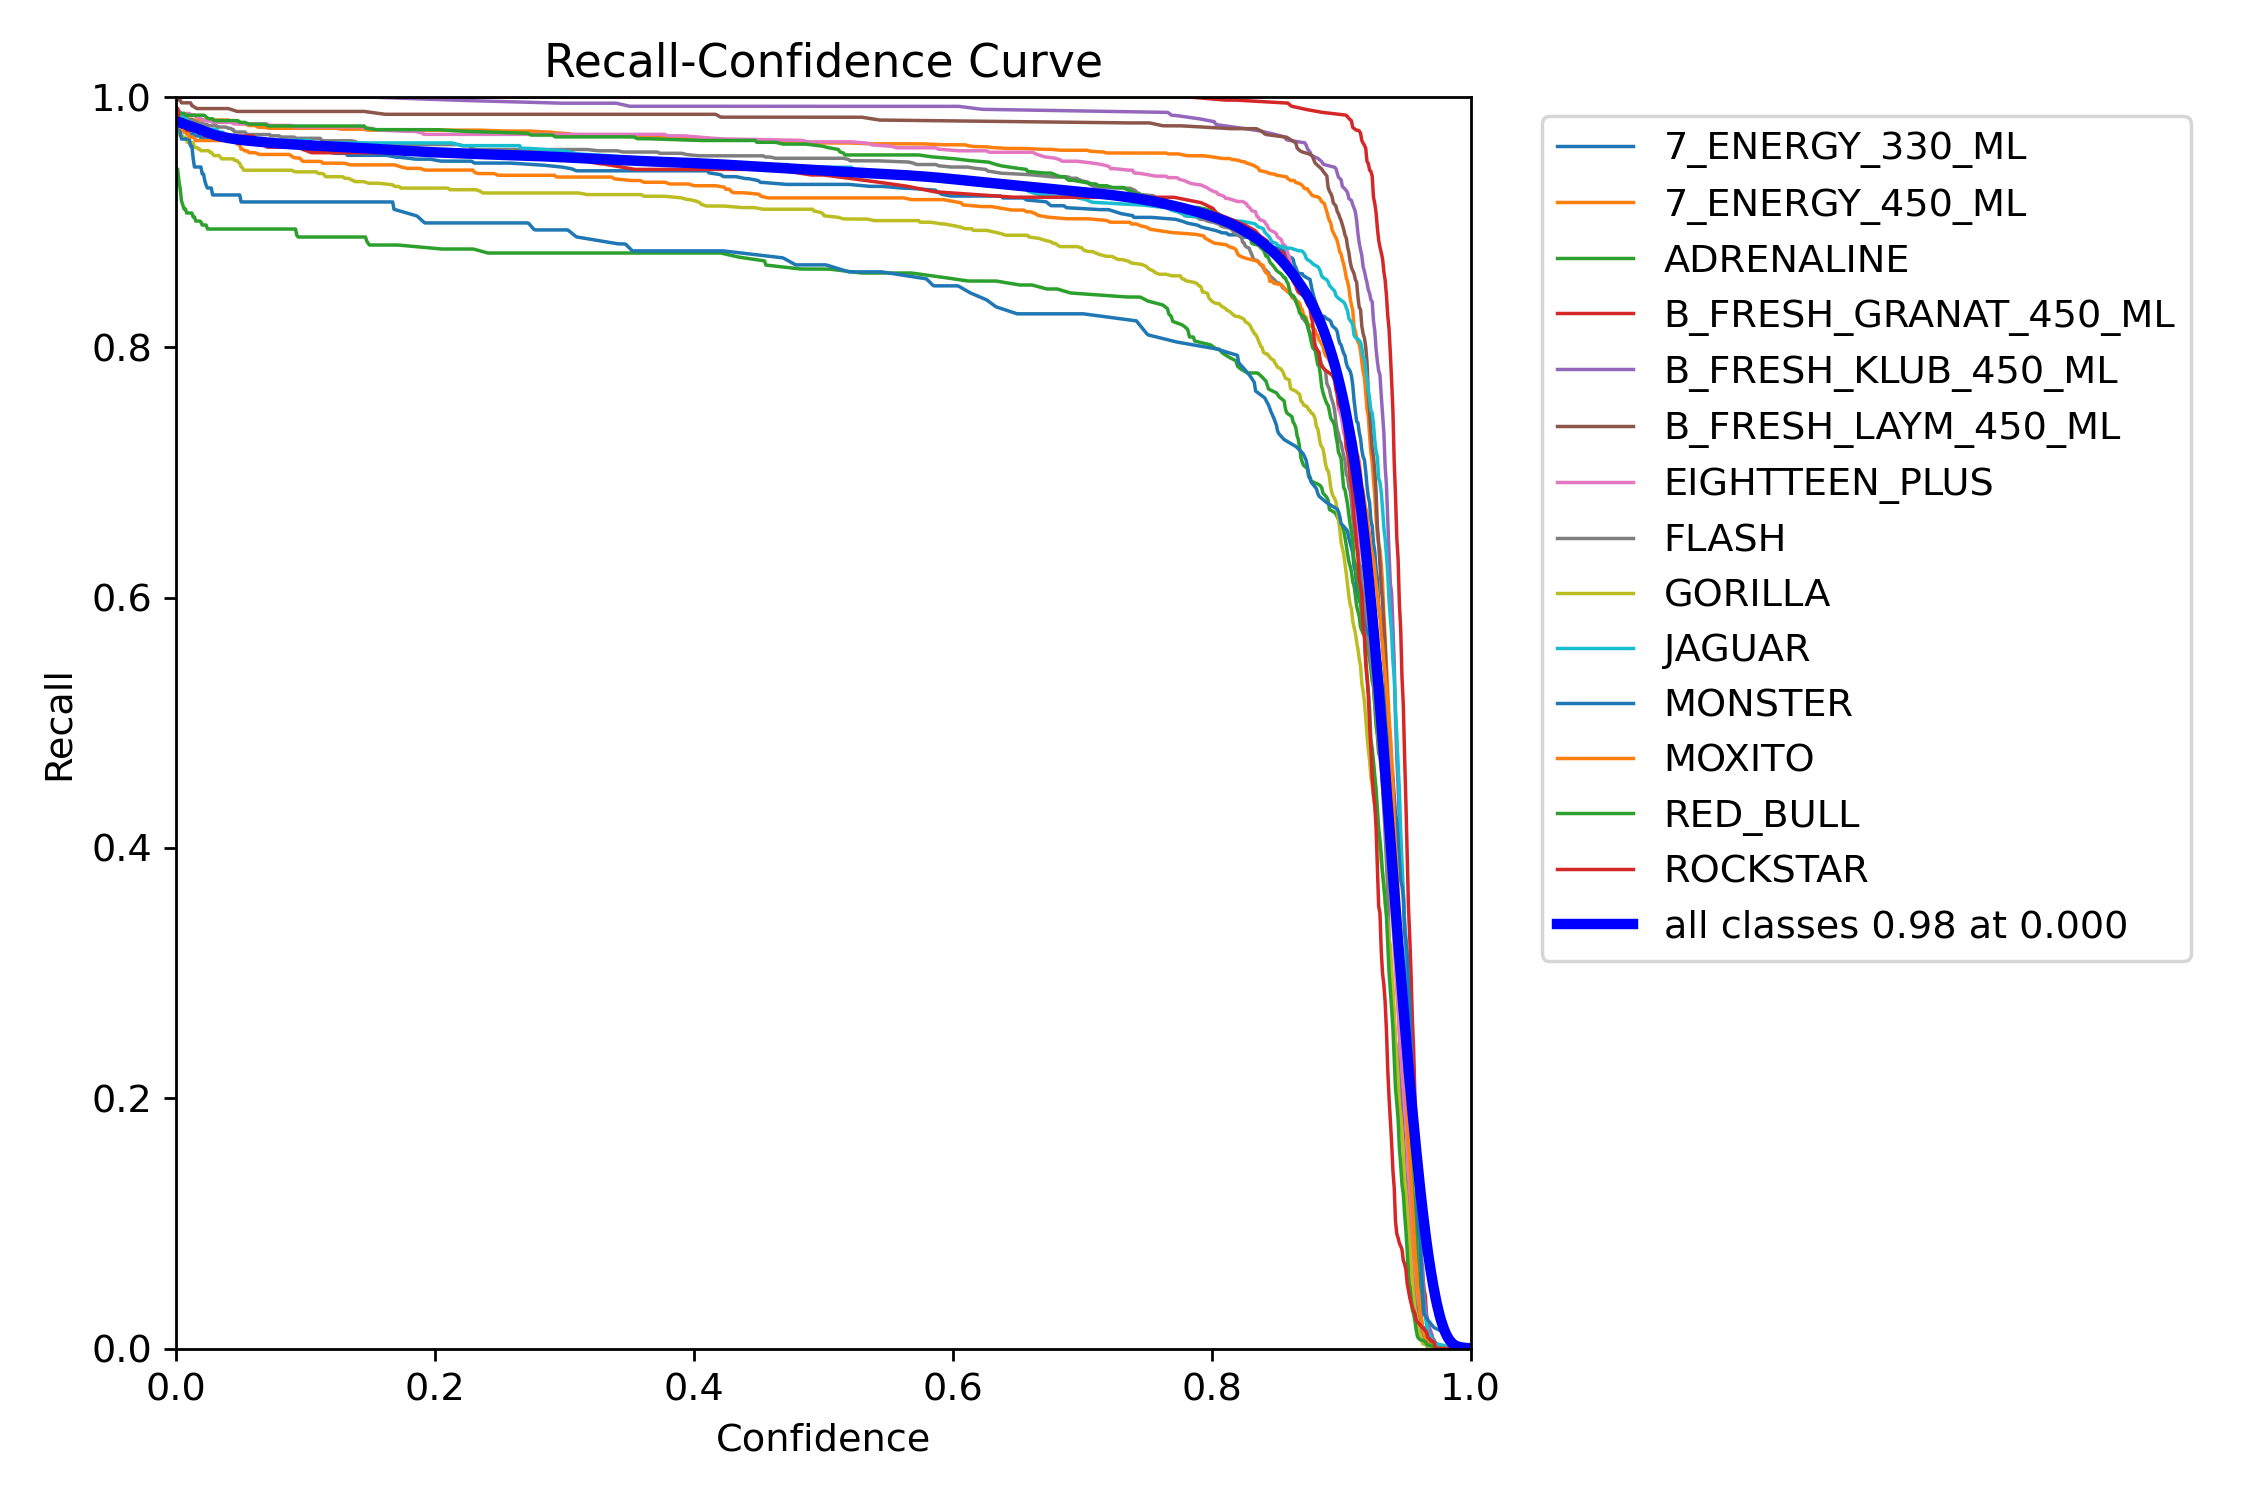 Recall-Confidence Curve
1.0
0.8
0.6
0.4
0.2
0.0
Recall
0.0 0.2 0.4 0.6 0.8 1.0
Confidence
7_ENERGY_330_ML
7_ENERGY_450_ML
ADRENALINE
B_FRESH_GRANAT_450_ML
B_FRESH_KLUB_450_ML
B_FRESH_LAYM_450_ML
EIGHTTEEN_PLUS
FLASH
GORILLA
JAGUAR
MONSTER
MOXITO
RED_BULL
ROCKSTAR
all classes 0.98 at 0.000